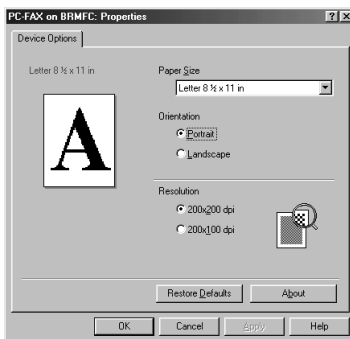 PC-FAX on BRMFC: Properties
Device Options
Letter 8 ½ x 11 in
A
Paper Size
Letter 8 ½ x 11 in
Orientation
Portrait
Landscape
Resolution
200x200 dpi
200x100 dpi
Restore Defaults
About
OK
Cancel
Apply
Help